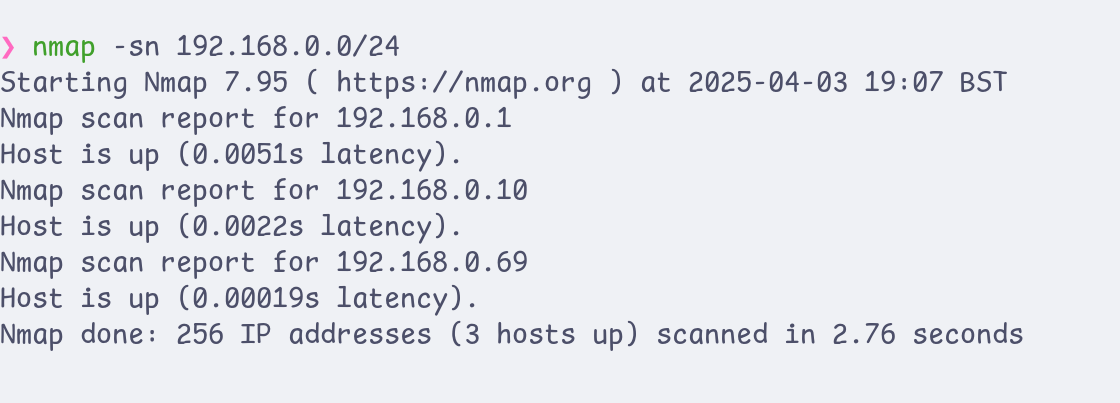 ❯ nmap -sn 192.168.0.0/24
Starting Nmap 7.95 ( https://nmap.org ) at 2025-04-03 19:07 BST
Nmap scan report for 192.168.0.1
Host is up (0.0051s latency).
Nmap scan report for 192.168.0.10
Host is up (0.0022s latency).
Nmap scan report for 192.168.0.69
Host is up (0.00019s latency).
Nmap done: 256 IP addresses (3 hosts up) scanned in 2.76 seconds